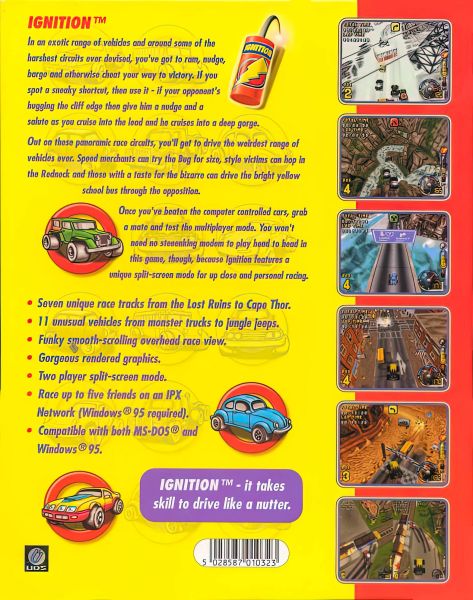 IGNITION™
IGNITION
In an exotic range of vehicles and around some of the
harshest circuits ever devised, you've got to ram, nudge,
barge and otherwise cheat your way to victory. If you
spot a sneaky shortcut, then use it - if your opponent's
hugging the cliff edge then give him a nudge and a
salute as you cruise into the lead and he cruises into a deep gorge.
Out on these panoramic race circuits, you'll get to drive the weirdest range of
vehicles ever. Speed merchants can try the Bug for size, style victims can hop in
the Redneck and those with a taste for the bizarre can drive the bright yellow
school bus through the opposition.
Once you've beaten the computer controlled cars, grab
a mate and test the multiplayer mode. You won't
need no steenenking modem to play head to head in
this game, though, because Ignition features a
unique split-screen mode for up close and personal racing.
• Seven unique race tracks from the Lost Ruins to Cape Thor.
• 11 unusual vehicles from monster trucks to jungle jeeps.
• Funky smooth-scrolling overhead race view.
• Gorgeous rendered graphics.
• Two player split-screen mode.
• Race up to five friends on an IPX
Network (Windows® 95 required).
• Compatible with both MS-DOS® and
Windows® 95.
IGNITION™ - it takes
skill to drive like a nutter.
UDS
5 028587 010323